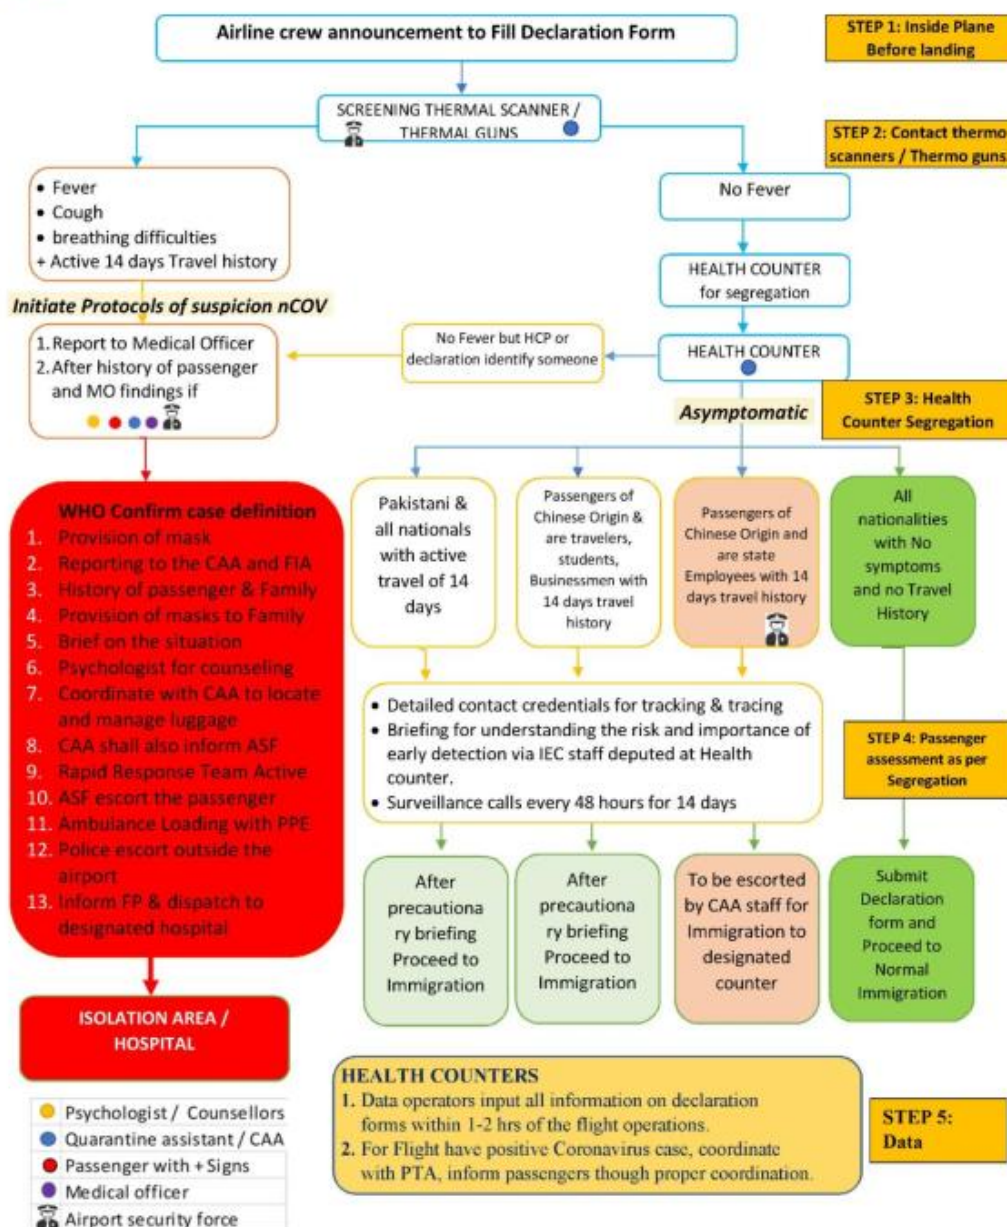 Airline crew announcement to Fill Declaration Form
STEP 1: Inside Plane
Before landing
SCREENING THERMAL SCANNER /
THERMAL GUNS
STEP 2: Contact thermo
scanners / Thermo guns
• Fever
• Cough
• breathing difficulties
+ Active 14 days Travel history
No Fever
HEALTH COUNTER
for segregation
Initiate Protocols of suspicion nCOV
1. Report to Medical Officer
2. After history of passenger
and MO findings if
No Fever but HCP or
declaration identify someone
HEALTH COUNTER
Asymptomatic
STEP 3: Health
Counter Segregation
WHO Confirm case definition
1. Provision of mask
2. Reporting to the CAA and FIA
3. History of passenger & Family
4. Provision of masks to Family
5. Brief on the situation
6. Psychologist for counseling
7. Coordinate with CAA to locate
and manage luggage
8. CAA shall also inform ASF
9. Rapid Response Team Active
10. ASF escort the passenger
11. Ambulance Loading with PPE
12. Police escort outside the
airport
13. Inform FP & dispatch to
designated hospital
Pakistani &
all nationals
with active
travel of 14
days
Passengers of
Chinese Origin &
are travelers,
students,
Businessmen with
14 days travel
history
Passengers of
Chinese Origin and
are state
Employees with 14
days travel history
All
nationalities
with No
symptoms
and no Travel
History
• Detailed contact credentials for tracking & tracing
• Briefing for understanding the risk and importance of
early detection via IEC staff deputed at Health
counter.
• Surveillance calls every 48 hours for 14 days
STEP 4: Passenger
assessment as per
Segregation
After
precautiona
ry briefing
Proceed to
Immigration
After
precautiona
ry briefing
Proceed to
Immigration
To be escorted
by CAA staff for
Immigration to
designated
counter
Submit
Declaration
form and
Proceed to
Normal
Immigration
ISOLATION AREA /
HOSPITAL
HEALTH COUNTERS
1. Data operators input all information on declaration
forms within 1-2 hrs of the flight operations.
2. For Flight have positive Coronavirus case, coordinate
with PTA, inform passengers though proper coordination.
STEP 5:
Data
Psychologist / Counsellors
Quarantine assistant / CAA
Passenger with + Signs
Medical officer
Airport security force